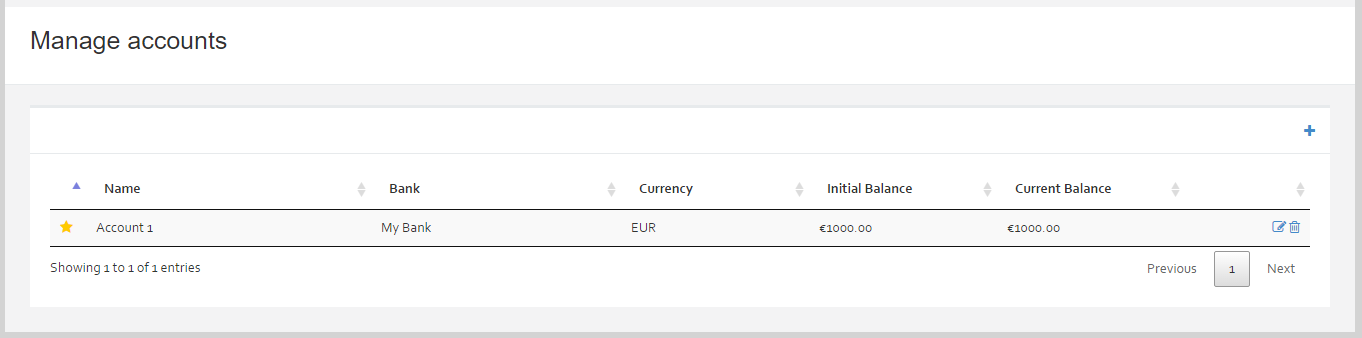 Manage accounts
Name Bank Currency Initial Balance Current Balance
Account 1 My Bank EUR €1000.00 €1000.00
Showing 1 to 1 of 1 entries Previous 1 Next